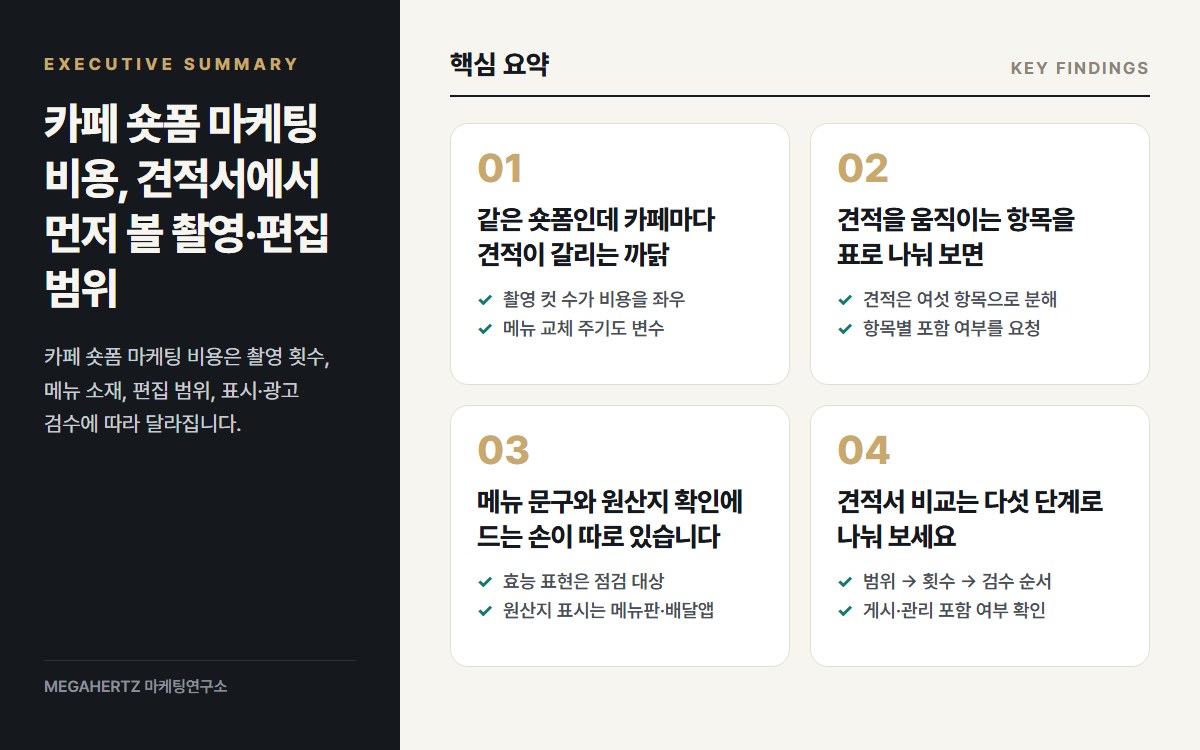 EXECUTIVE SUMMARY
카페 숏폼 마케팅
비용, 견적서에서
먼저 볼 촬영·편집
범위
카페 숏폼 마케팅 비용은 촬영 횟수,
메뉴 소재, 편집 범위, 표시·광고
검수에 따라 달라집니다.
MEGAHERTZ 마케팅연구소
핵심 요약
KEY FINDINGS
01
같은 숏폼인데 카페마다
견적이 갈리는 까닭
✓ 촬영 컷 수가 비용을 좌우
✓ 메뉴 교체 주기도 변수
02
견적을 움직이는 항목을
표로 나눠 보면
✓ 견적은 여섯 항목으로 분해
✓ 항목별 포함 여부를 요청
03
메뉴 문구와 원산지 확인에
드는 손이 따로 있습니다
✓ 효능 표현은 점검 대상
✓ 원산지 표시는 메뉴판·배달앱
04
견적서 비교는 다섯 단계로
나눠 보세요
✓ 범위 → 횟수 → 검수 순서
✓ 게시·관리 포함 여부 확인